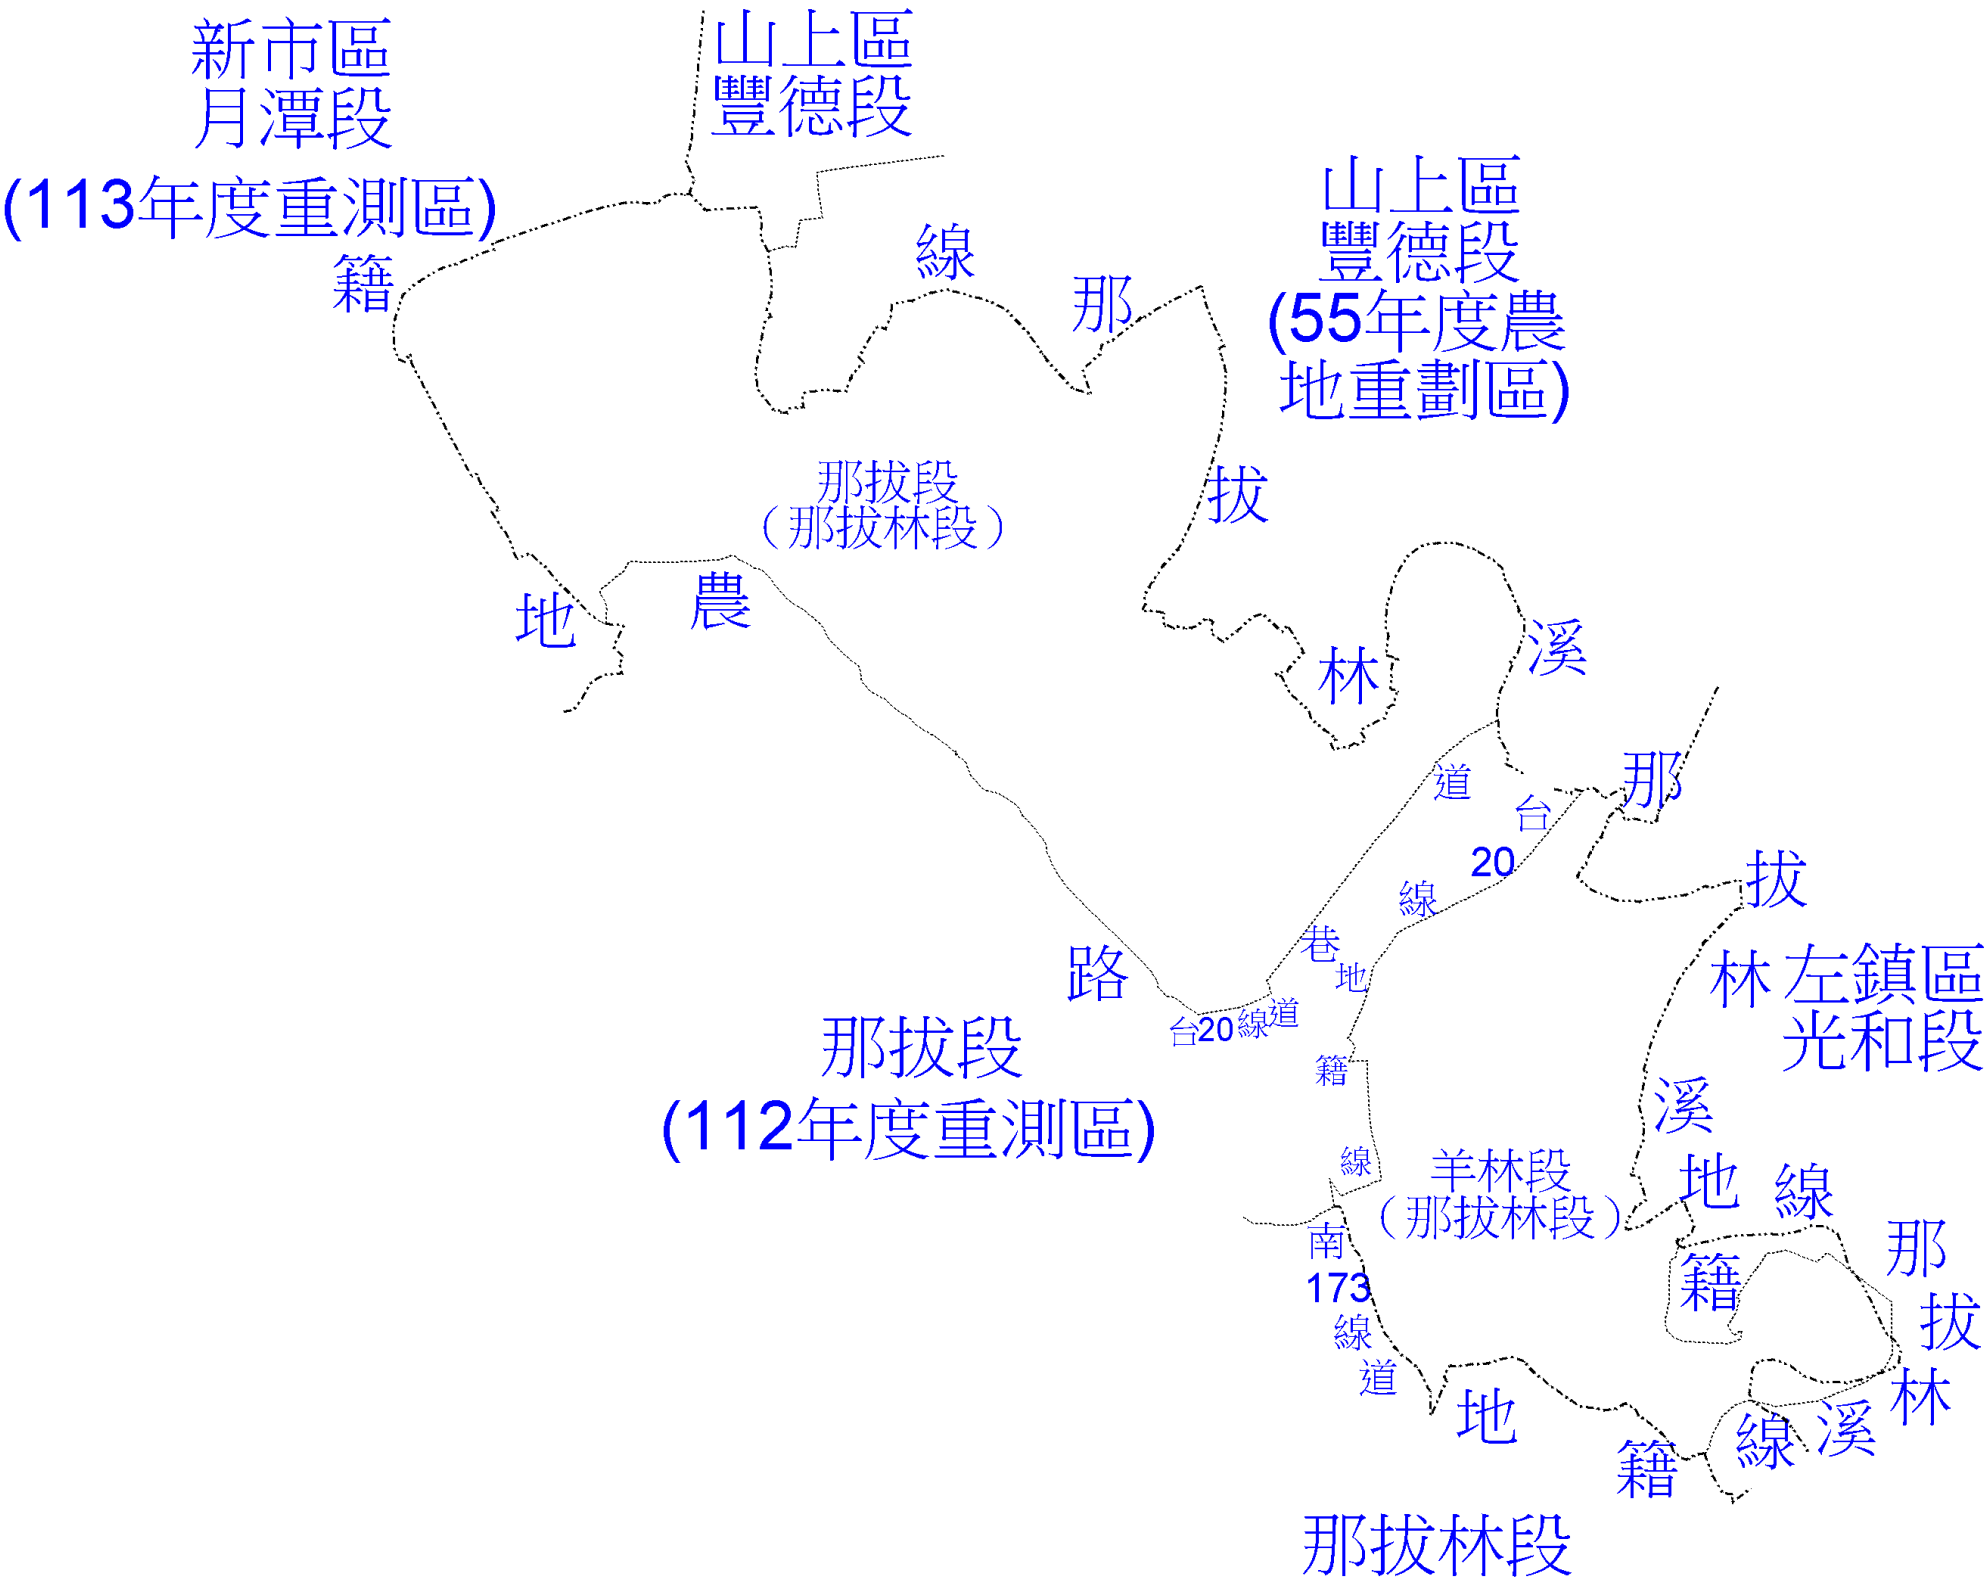 新市區
月潭段
(113年度重測區)
山上區
豐德段
山上區
豐德段
(55年度農
地重劃區)
籍
線
那
拔
林
溪
那拔段
（那拔林段）
地
農
路
那
拔
林
溪
左鎮區
光和段
道
台
20
線
巷
地
籍
線
台20線道
那拔段
(112年度重測區)
羊林段
（那拔林段）
地
線
籍
那
拔
林
溪
南
173
線
道
地
籍
線
那拔林段